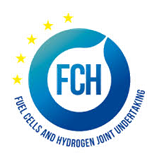 FCH
FUEL CELLS AND HYDROGEN JOINT UNDERTAKING